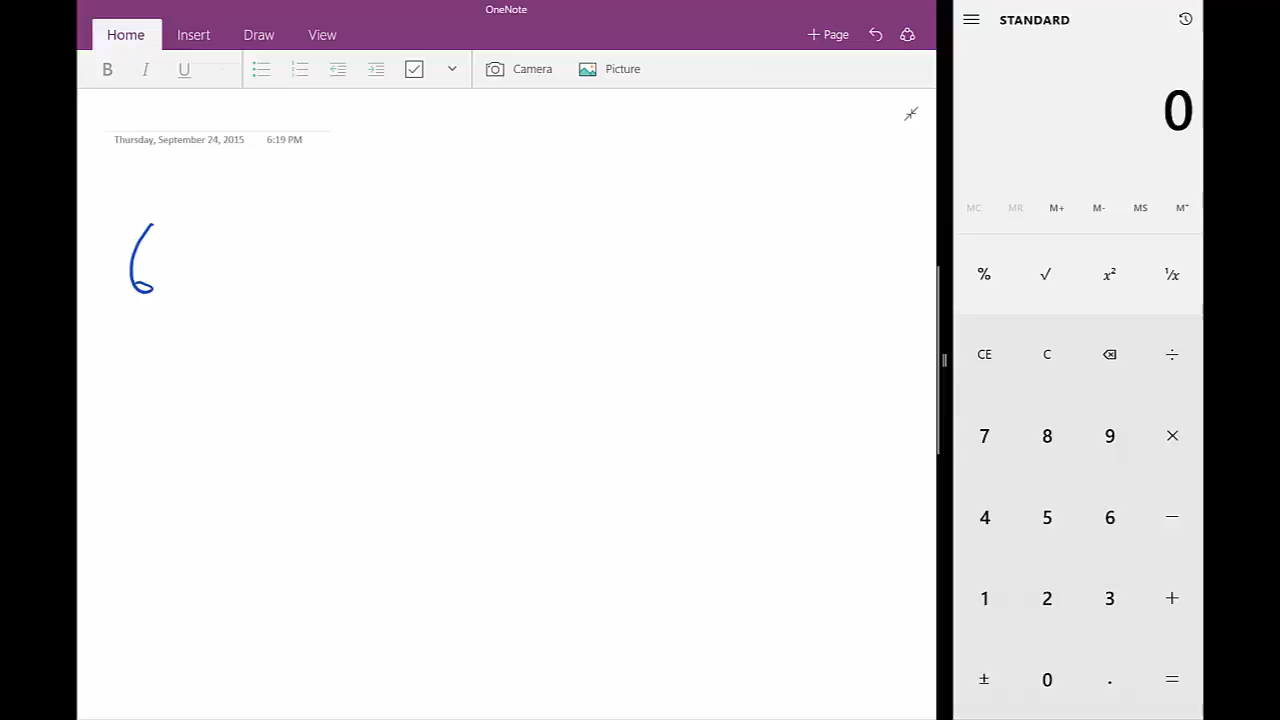 OneNote
Home Insert Draw View + Page
B I U Camera Picture
Thursday, September 24, 2015 6:19 PM
6
STANDARD
0
MC MR M+ M- MS M˅
% √ x² ¹/x
CE C ÷
7 8 9 ×
4 5 6 −
1 2 3 +
± 0 . =